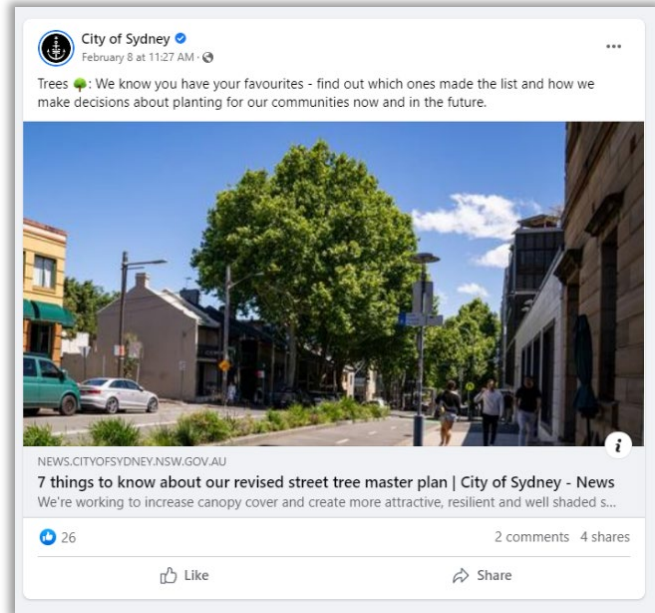 City of Sydney
February 8 at 11:27 AM ·
Trees 🌳: We know you have your favourites - find out which ones made the list and how we
make decisions about planting for our communities now and in the future.
NEWS.CITYOFSYDNEY.NSW.GOV.AU
7 things to know about our revised street tree master plan | City of Sydney - News
We're working to increase canopy cover and create more attractive, resilient and well shaded s...
26
2 comments 4 shares
Like
Share